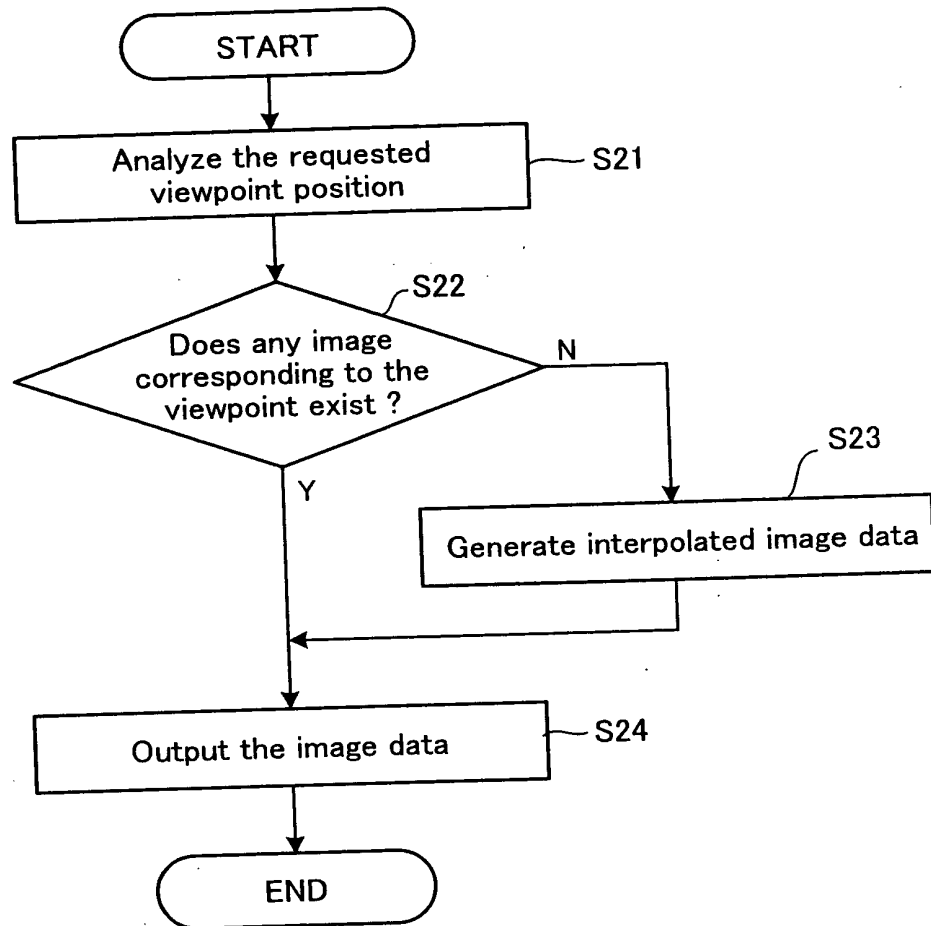 START
Analyze the requested
viewpoint position
S21
S22
Does any image
corresponding to the
viewpoint exist ?
N
Y
S23
Generate interpolated image data
Output the image data
S24
END